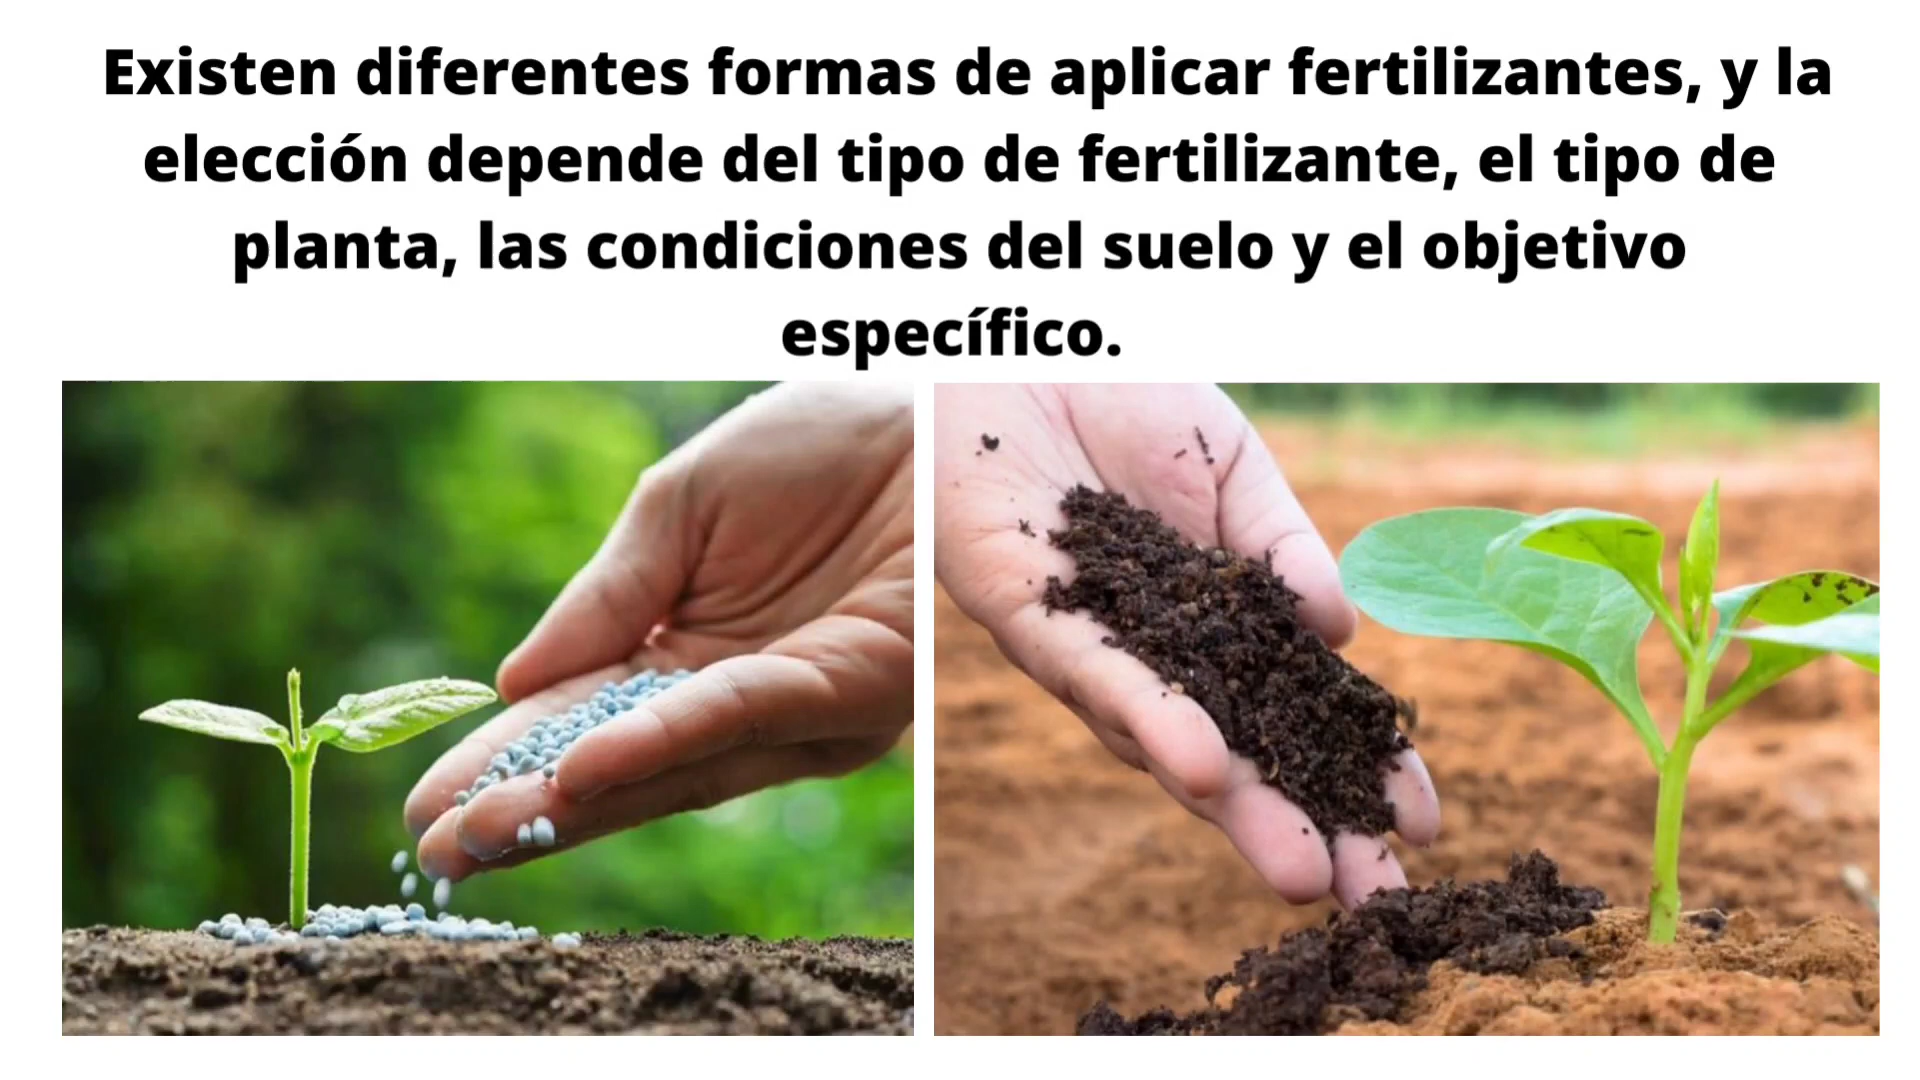 Existen diferentes formas de aplicar fertilizantes, y la
elección depende del tipo de fertilizante, el tipo de
planta, las condiciones del suelo y el objetivo
específico.